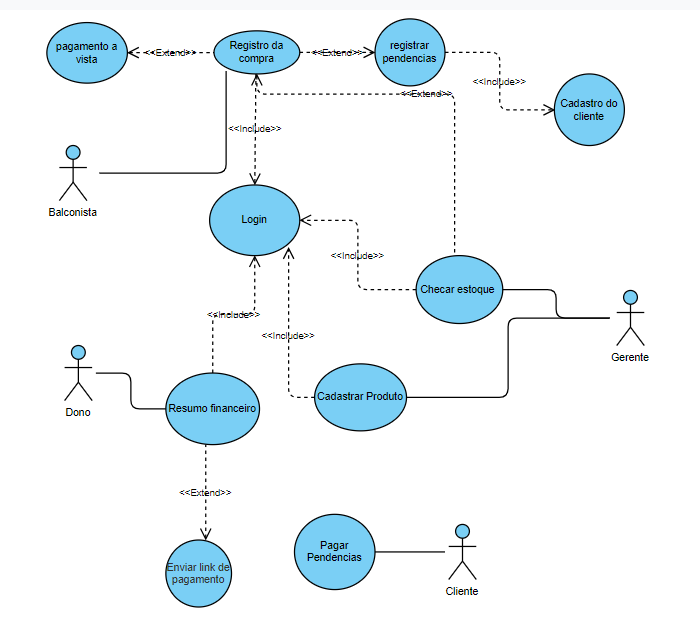 pagamento a
vista
<<Extend>>
Registro da
compra
<<Extend>>
registrar
pendencias
<<Include>>
<<Extend>>
Cadastro do
cliente
<<Include>>
Balconista
Login
<<Include>>
Checar estoque
<<Include>>
<<Include>>
Gerente
Dono
Resumo financeiro
Cadastrar Produto
<<Extend>>
Pagar
Pendencias
Enviar link de
pagamento
Cliente